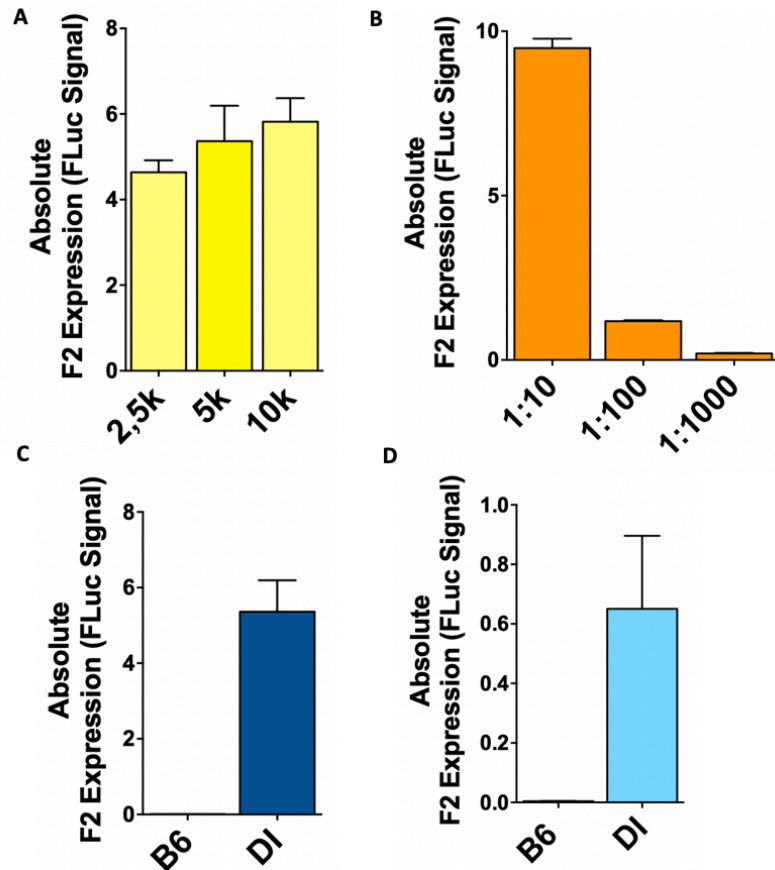 A
Absolute
F2 Expression (FLuc Signal)
8
6
4
2
0
2,5k
5k
10k
B
Absolute
F2 Expression (FLuc Signal)
10
5
0
1:10
1:100
1:1000
C
Absolute
F2 Expression (FLuc Signal)
8
6
4
2
0
B6
DI
D
Absolute
F2 Expression (FLuc Signal)
1.0
0.8
0.6
0.4
0.2
0.0
B6
DI